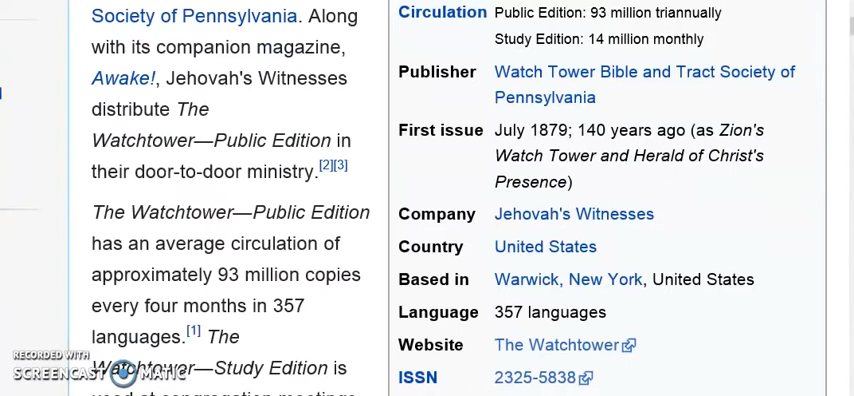 Society of Pennsylvania. Along
with its companion magazine,
Awake!, Jehovah's Witnesses
distribute The
Watchtower—Public Edition in
their door-to-door ministry.[2][3]
The Watchtower—Public Edition
has an average circulation of
approximately 93 million copies
every four months in 357
languages.[1] The
Watchtower—Study Edition is
used at congregation meetings
Circulation Public Edition: 93 million triannually
Study Edition: 14 million monthly
Publisher Watch Tower Bible and Tract Society of
Pennsylvania
First issue July 1879; 140 years ago (as Zion's
Watch Tower and Herald of Christ's
Presence)
Company Jehovah's Witnesses
Country United States
Based in Warwick, New York, United States
Language 357 languages
Website The Watchtower
ISSN 2325-5838
RECORDED WITH
SCREENCAST MATIC